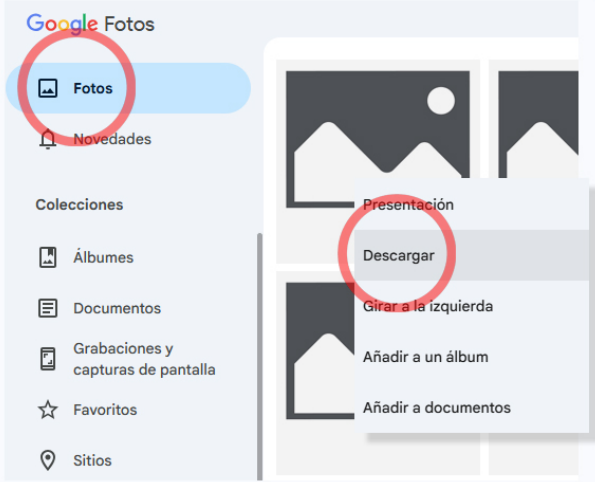 Google Fotos
Fotos
Novedades
Colecciones
Álbumes
Documentos
Grabaciones y
capturas de pantalla
Favoritos
Sitios
Presentación
Descargar
Girar a la izquierda
Añadir a un álbum
Añadir a documentos